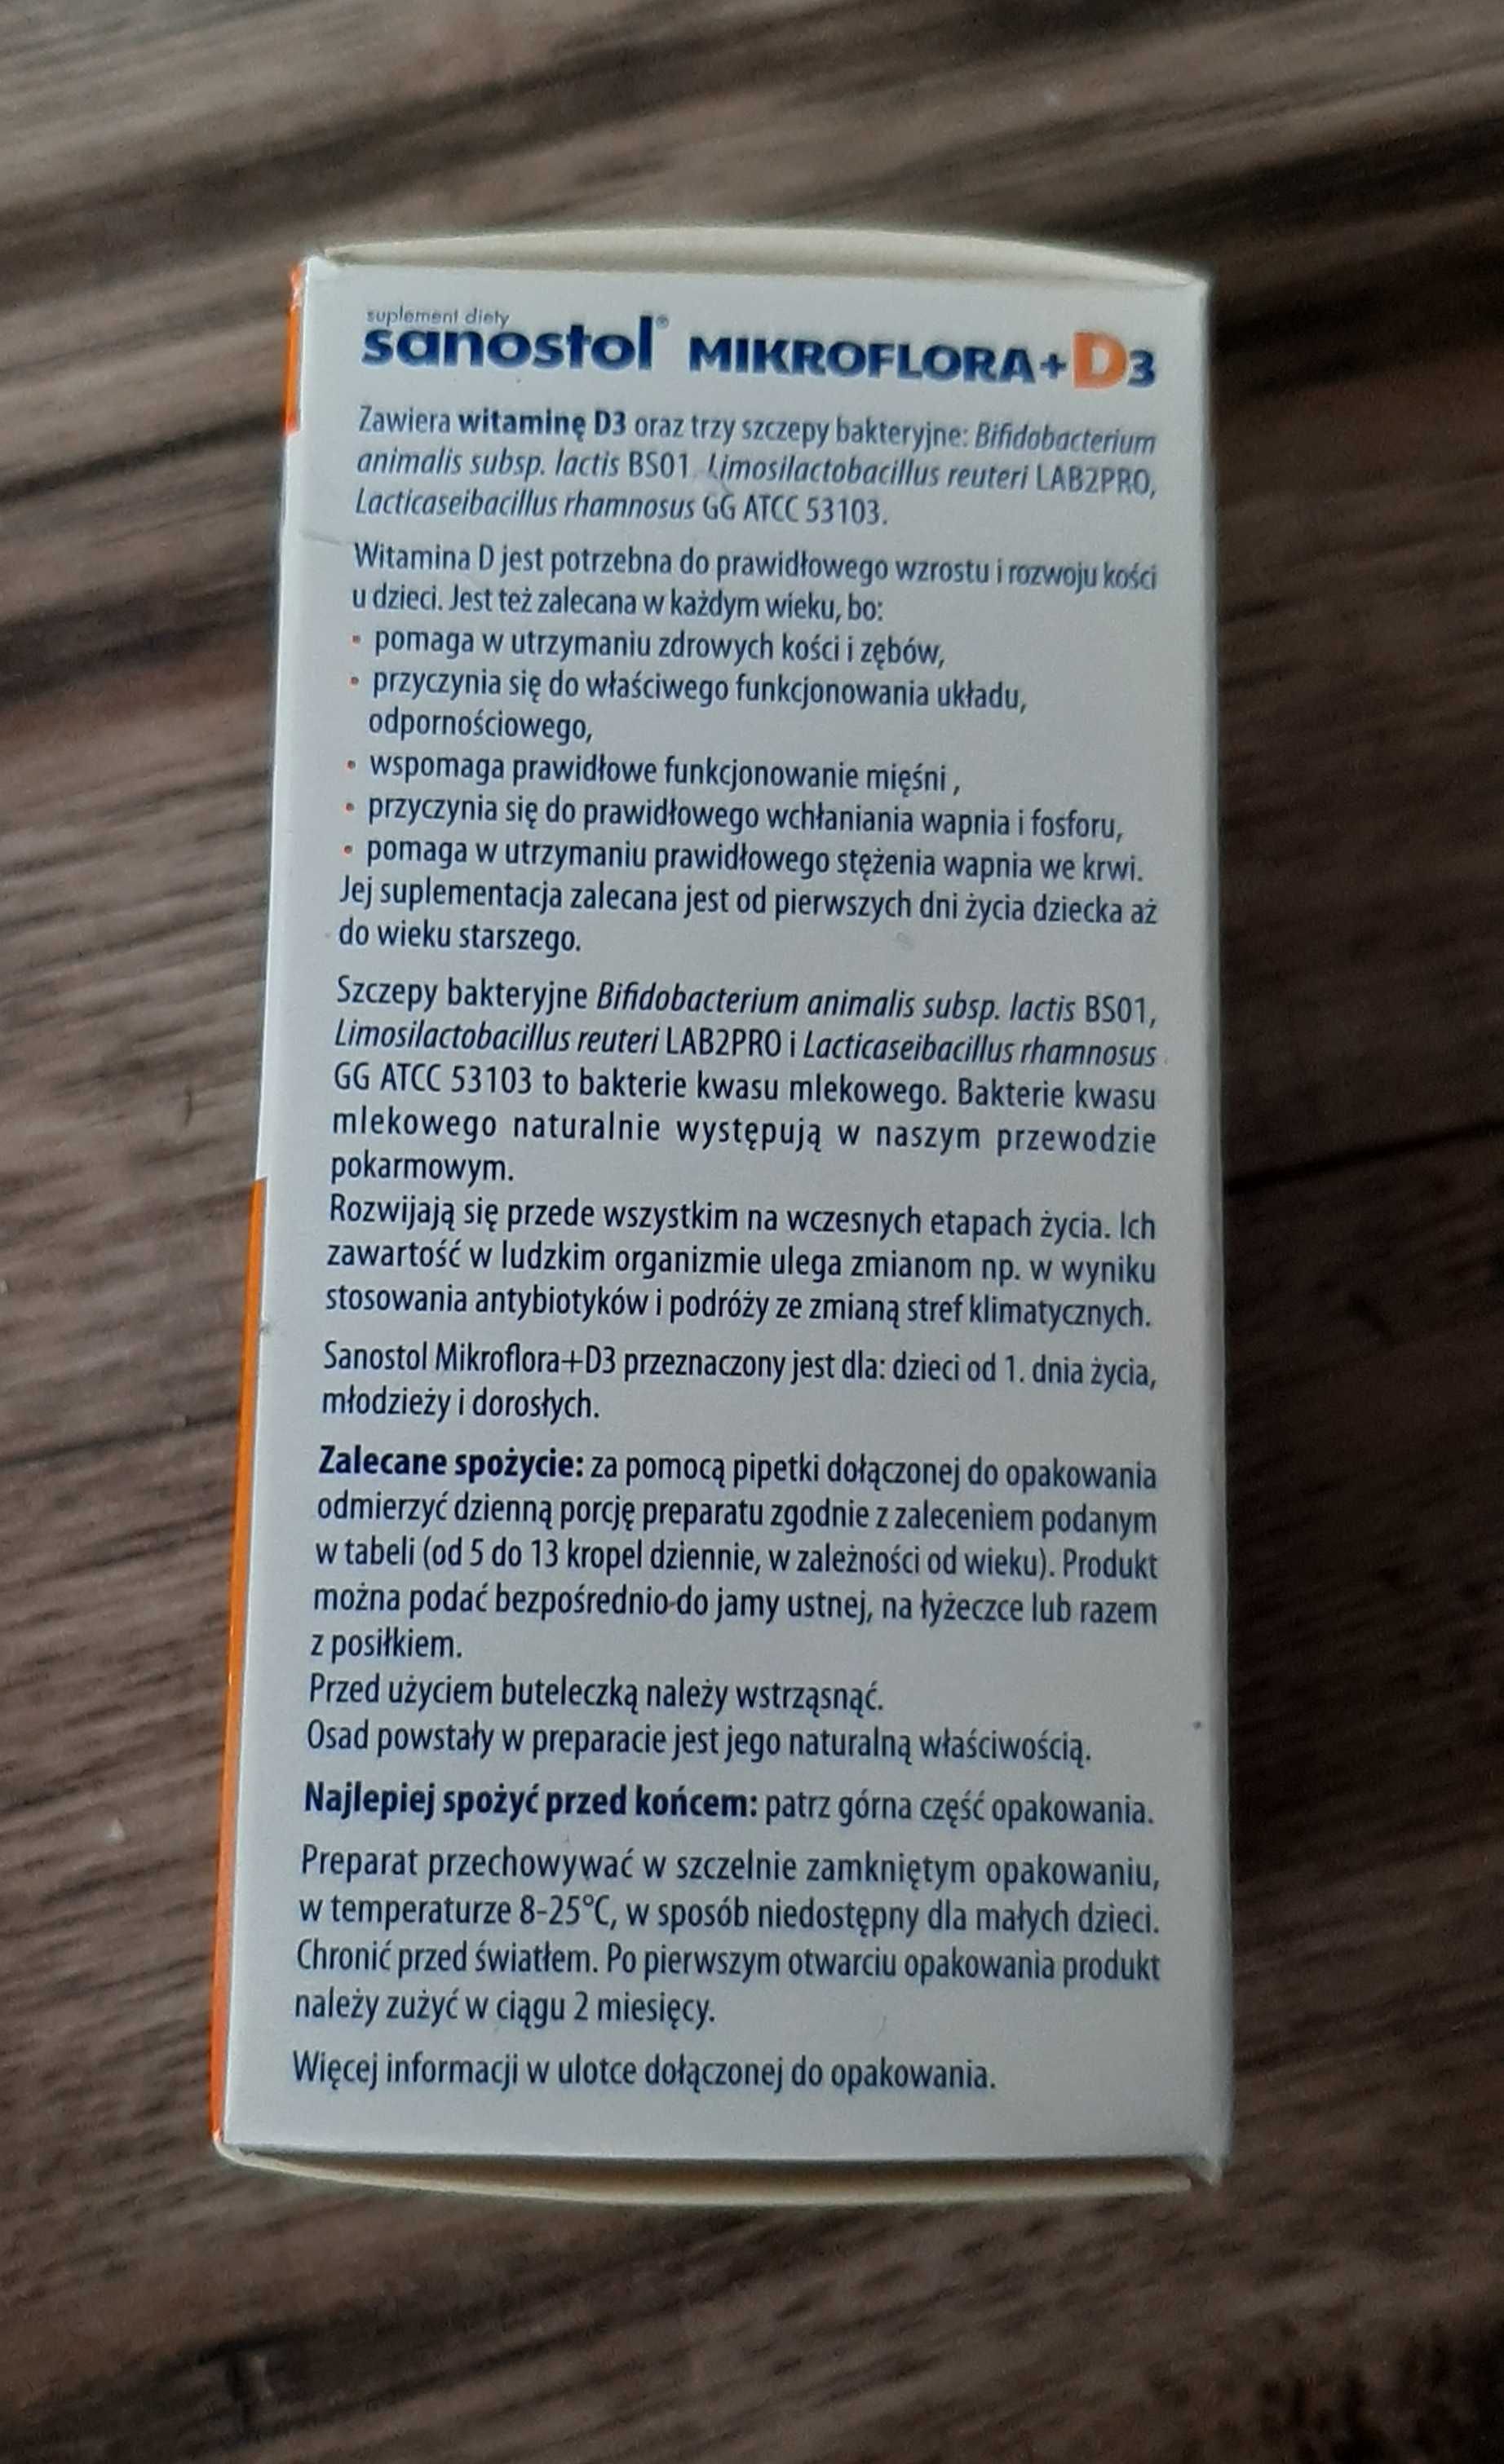 suplement diety
sanostol® MIKROFLORA+D3
Zawiera witaminę D3 oraz trzy szczepy bakteryjne: Bifidobacterium
animalis subsp. lactis BS01, Limosilactobacillus reuteri LAB2PRO,
Lacticaseibacillus rhamnosus GG ATCC 53103.
Witamina D jest potrzebna do prawidłowego wzrostu i rozwoju kości
u dzieci. Jest też zalecana w każdym wieku, bo:
• pomaga w utrzymaniu zdrowych kości i zębów,
• przyczynia się do właściwego funkcjonowania układu,
odpornościowego,
• wspomaga prawidłowe funkcjonowanie mięśni ,
• przyczynia się do prawidłowego wchłaniania wapnia i fosforu,
• pomaga w utrzymaniu prawidłowego stężenia wapnia we krwi.
Jej suplementacja zalecana jest od pierwszych dni życia dziecka aż
do wieku starszego.
Szczepy bakteryjne Bifidobacterium animalis subsp. lactis BS01,
Limosilactobacillus reuteri LAB2PRO i Lacticaseibacillus rhamnosus
GG ATCC 53103 to bakterie kwasu mlekowego. Bakterie kwasu
mlekowego naturalnie występują w naszym przewodzie
pokarmowym.
Rozwijają się przede wszystkim na wczesnych etapach życia. Ich
zawartość w ludzkim organizmie ulega zmianom np. w wyniku
stosowania antybiotyków i podróży ze zmianą stref klimatycznych.
Sanostol Mikroflora+D3 przeznaczony jest dla: dzieci od 1. dnia życia,
młodzieży i dorosłych.
Zalecane spożycie: za pomocą pipetki dołączonej do opakowania
odmierzyć dzienną porcję preparatu zgodnie z zaleceniem podanym
w tabeli (od 5 do 13 kropel dziennie, w zależności od wieku). Produkt
można podać bezpośrednio do jamy ustnej, na łyżeczce lub razem
z posiłkiem.
Przed użyciem buteleczką należy wstrząsnąć.
Osad powstały w preparacie jest jego naturalną właściwością.
Najlepiej spożyć przed końcem: patrz górna część opakowania.
Preparat przechowywać w szczelnie zamkniętym opakowaniu,
w temperaturze 8-25°C, w sposób niedostępny dla małych dzieci.
Chronić przed światłem. Po pierwszym otwarciu opakowania produkt
należy zużyć w ciągu 2 miesięcy.
Więcej informacji w ulotce dołączonej do opakowania.